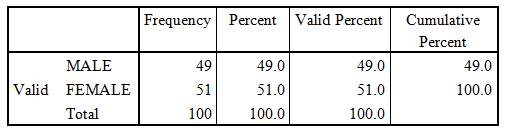 Frequency Percent Valid Percent Cumulative
Percent
MALE 49 49.0 49.0 49.0
Valid FEMALE 51 51.0 51.0 100.0
Total 100 100.0 100.0